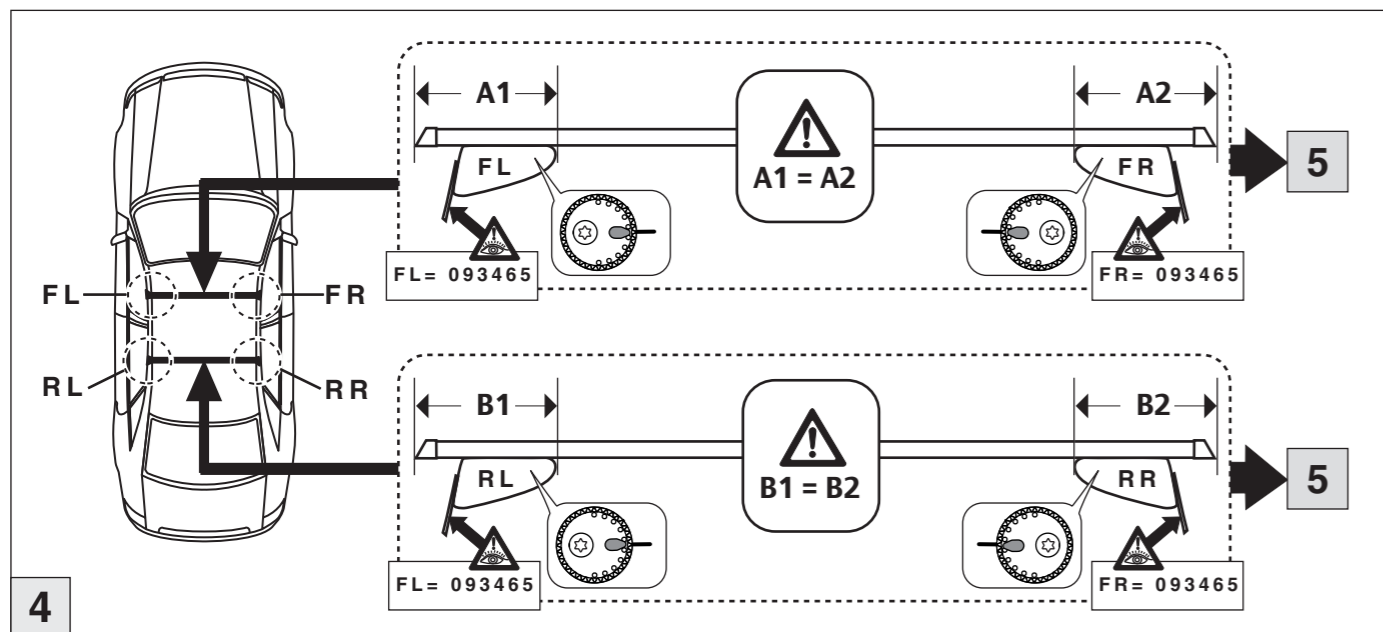 A1
A2
A1 = A2
FL
FR
5
FL= 093465
FR= 093465
FL
FR
RL
RR
B1
B2
B1 = B2
RL
RR
5
FL= 093465
FR= 093465
4